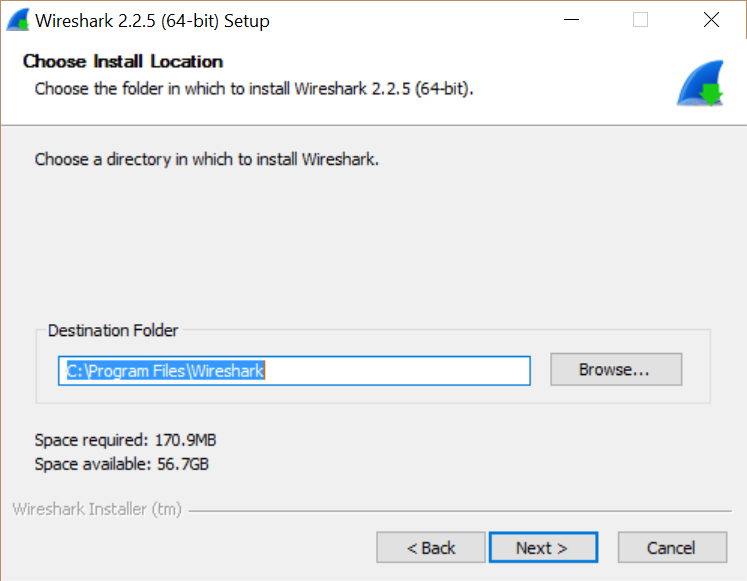 Wireshark 2.2.5 (64-bit) Setup
Choose Install Location
Choose the folder in which to install Wireshark 2.2.5 (64-bit).
Choose a directory in which to install Wireshark.
Destination Folder
C:\Program Files\Wireshark
Browse...
Space required: 170.9MB
Space available: 56.7GB
Wireshark Installer (tm)
< Back
Next >
Cancel